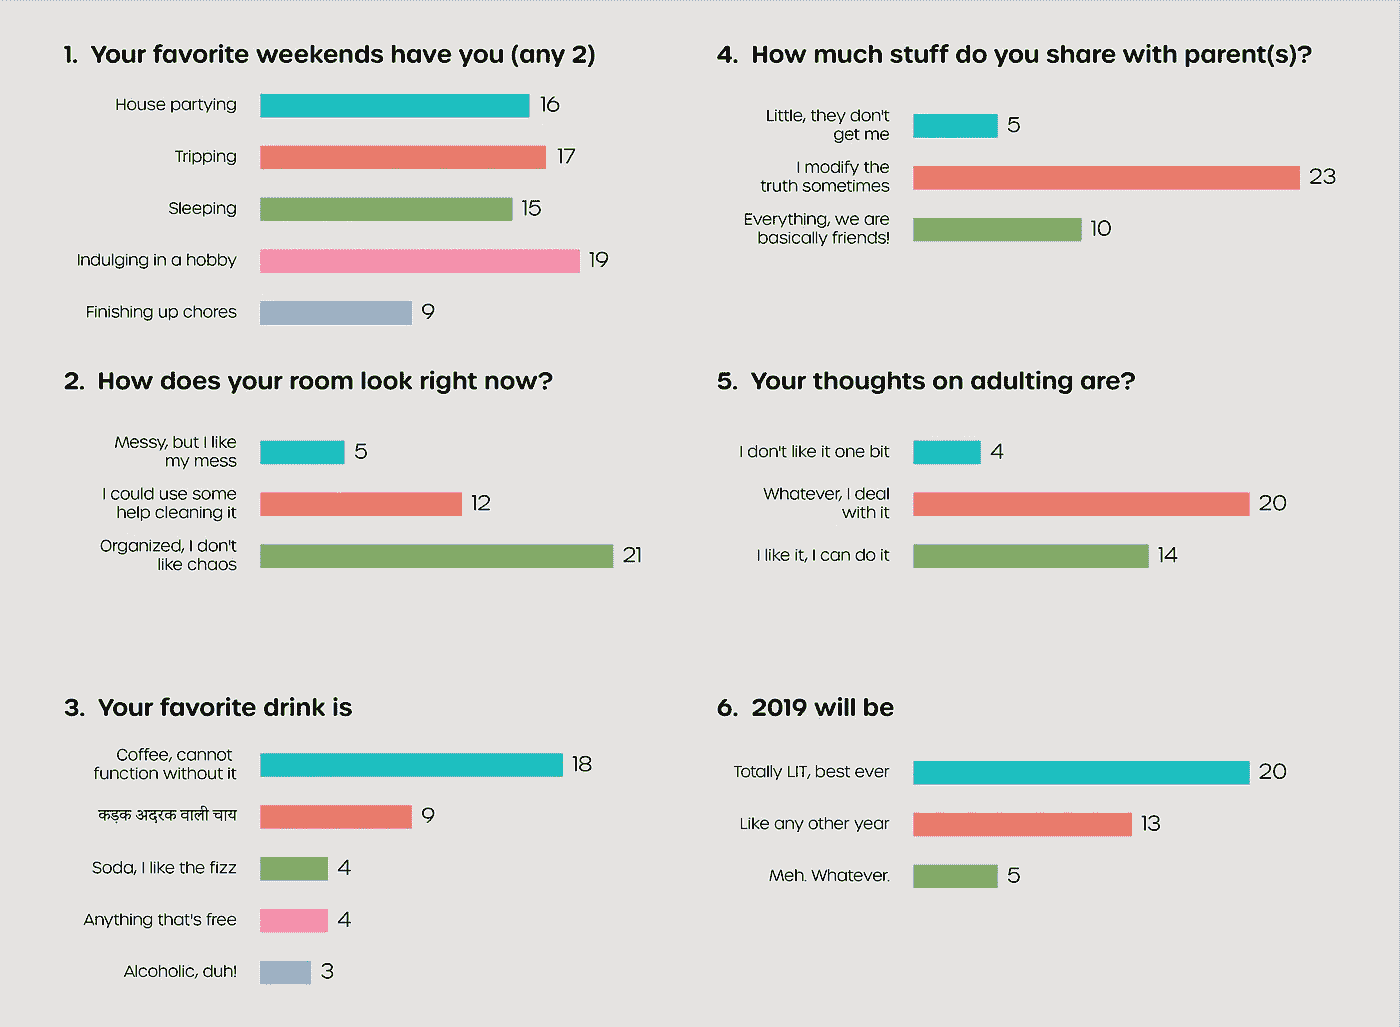 1. Your favorite weekends have you (any 2)
House partying 16
Tripping 17
Sleeping 15
Indulging in a hobby 19
Finishing up chores 9
2. How does your room look right now?
Messy, but I like
my mess 5
I could use some
help cleaning it 12
Organized, I don't
like chaos 21
3. Your favorite drink is
Coffee, cannot
function without it 18
कड़क अदरक वाली चाय 9
Soda, I like the fizz 4
Anything that's free 4
Alcoholic, duh! 3
4. How much stuff do you share with parent(s)?
Little, they don't
get me 5
I modify the
truth sometimes 23
Everything, we are
basically friends! 10
5. Your thoughts on adulting are?
I don't like it one bit 4
Whatever, I deal
with it 20
I like it, I can do it 14
6. 2019 will be
Totally LIT, best ever 20
Like any other year 13
Meh. Whatever. 5